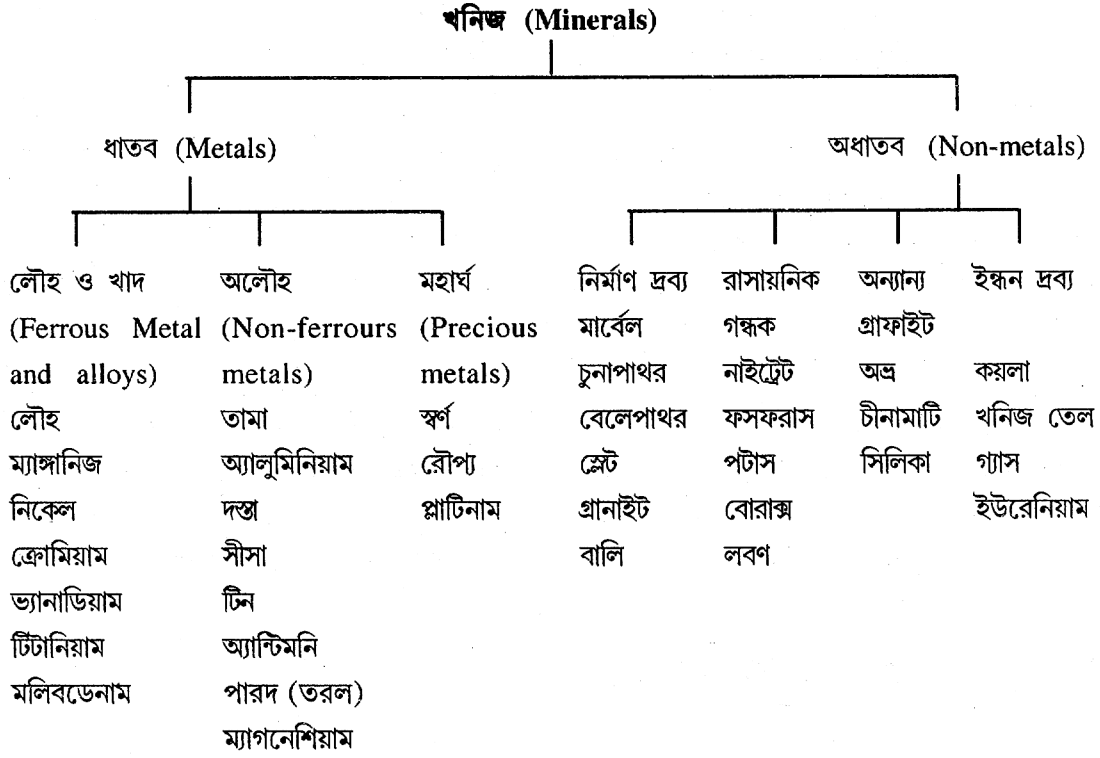 খনিজ (Minerals)
ধাতব (Metals) অধাতব (Non-metals)
লৌহ ও খাদ অলৌহ মহার্ঘ নির্মাণ দ্রব্য রাসায়নিক অন্যান্য ইন্ধন দ্রব্য
(Ferrous Metal (Non-ferrours (Precious মার্বেল গন্ধক গ্রাফাইট
and alloys) metals) metals) চুনাপাথর নাইট্রেট অভ্র কয়লা
লৌহ তামা স্বর্ণ বেলেপাথর ফসফরাস চীনামাটি খনিজ তেল
ম্যাঙ্গানিজ অ্যালুমিনিয়াম রৌপ্য স্লেট পটাস সিলিকা গ্যাস
নিকেল দস্তা প্লাটিনাম গ্রানাইট বোরাক্স ইউরেনিয়াম
ক্রোমিয়াম সীসা বালি লবণ
ভ্যানাডিয়াম টিন
টিটানিয়াম অ্যান্টিমনি
মলিবডেনাম পারদ (তরল)
ম্যাগনেশিয়াম